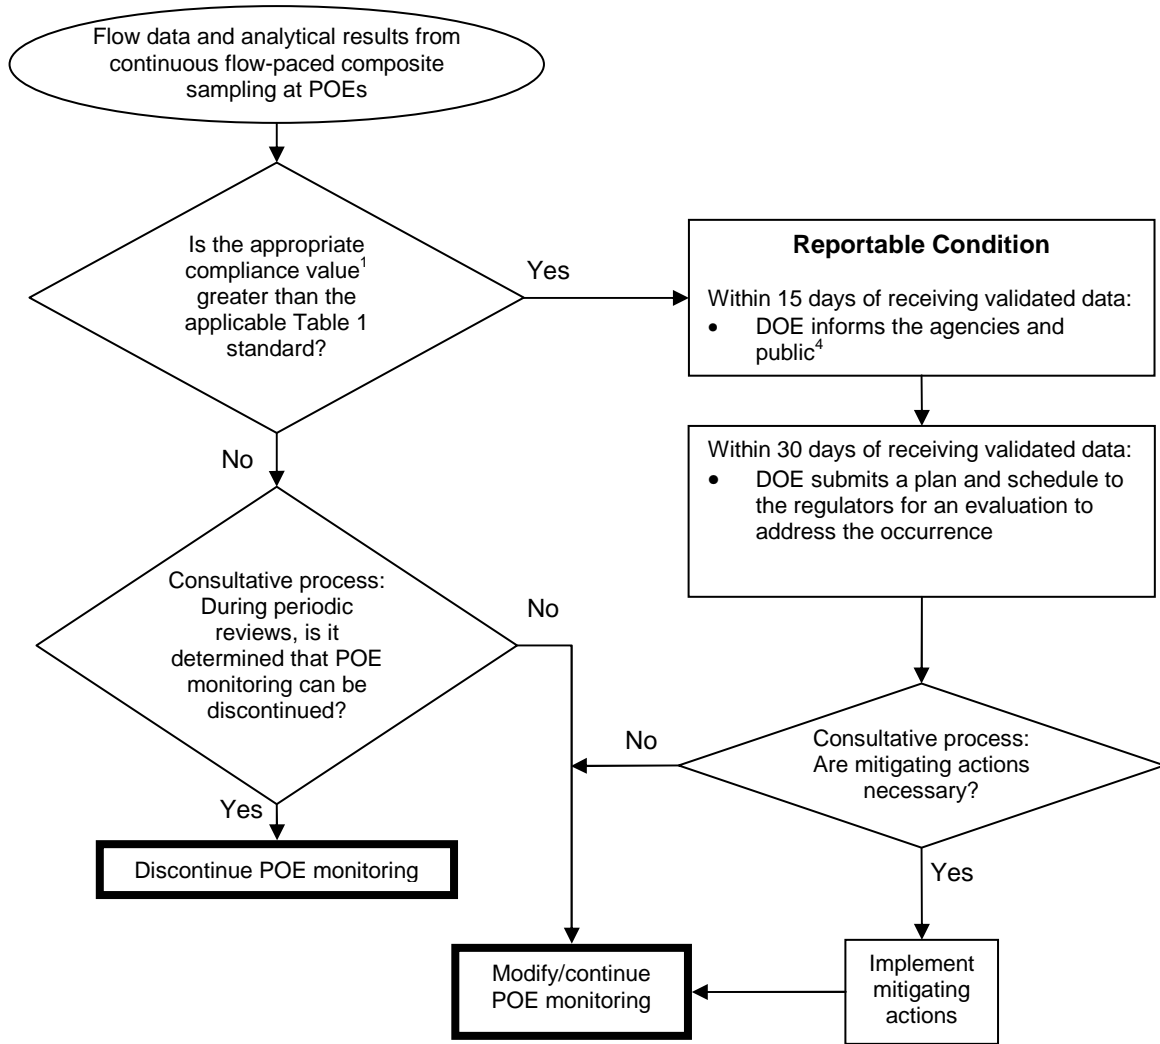 Flow data and analytical results from
continuous flow-paced composite
sampling at POEs
Is the appropriate
compliance value¹
greater than the
applicable Table 1
standard?
Yes
Reportable Condition
Within 15 days of receiving validated data:
• DOE informs the agencies and
public⁴
No
Within 30 days of receiving validated data:
• DOE submits a plan and schedule to
the regulators for an evaluation to
address the occurrence
Consultative process:
During periodic
reviews, is it
determined that POE
monitoring can be
discontinued?
No
Yes
Discontinue POE monitoring
No
Consultative process:
Are mitigating actions
necessary?
Yes
Modify/continue
POE monitoring
Implement
mitigating
actions